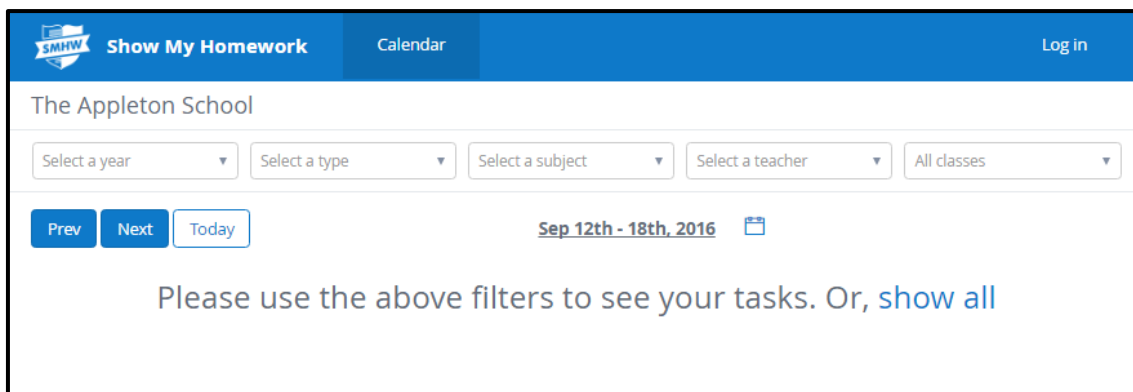 SMHW Show My Homework Calendar Log in
The Appleton School
Select a year Select a type Select a subject Select a teacher All classes
Prev Next Today Sep 12th - 18th, 2016
Please use the above filters to see your tasks. Or, show all